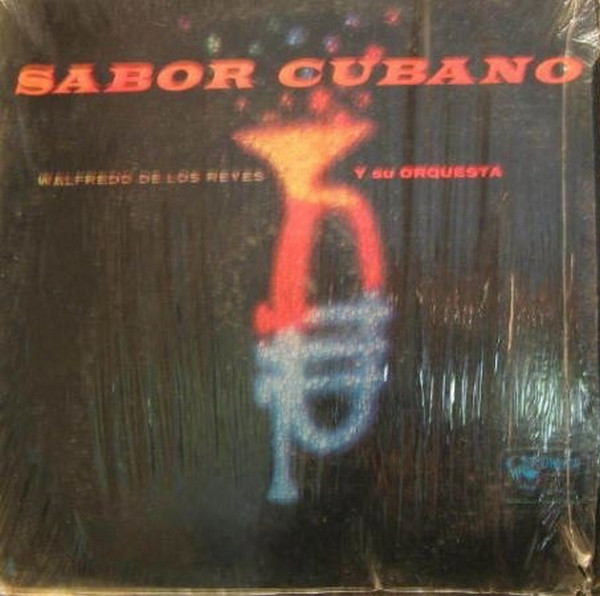 SABOR CUBANO
WALFREDO DE LOS REYES Y SU ORQUESTA